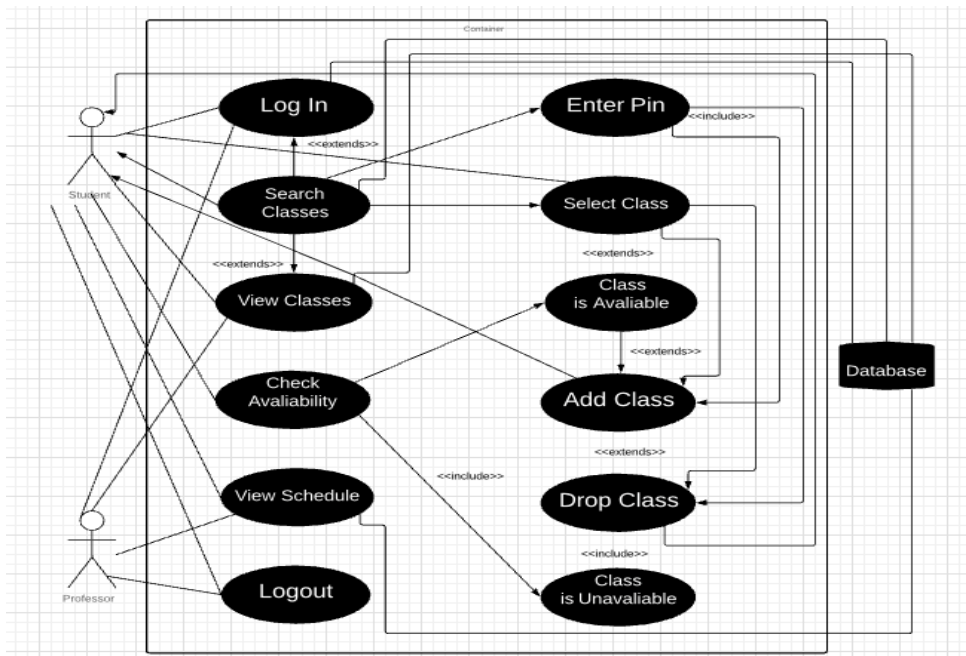 Container
Log In
Enter Pin
<<include>>
<<extends>>
Student
Search
Classes
Select Class
<<extends>>
<<extends>>
View Classes
Class
is Avaliable
<<extends>>
Database
Check
Avaliability
Add Class
<<extends>>
<<include>>
View Schedule
Drop Class
<<include>>
Professor
Logout
Class
is Unavaliable